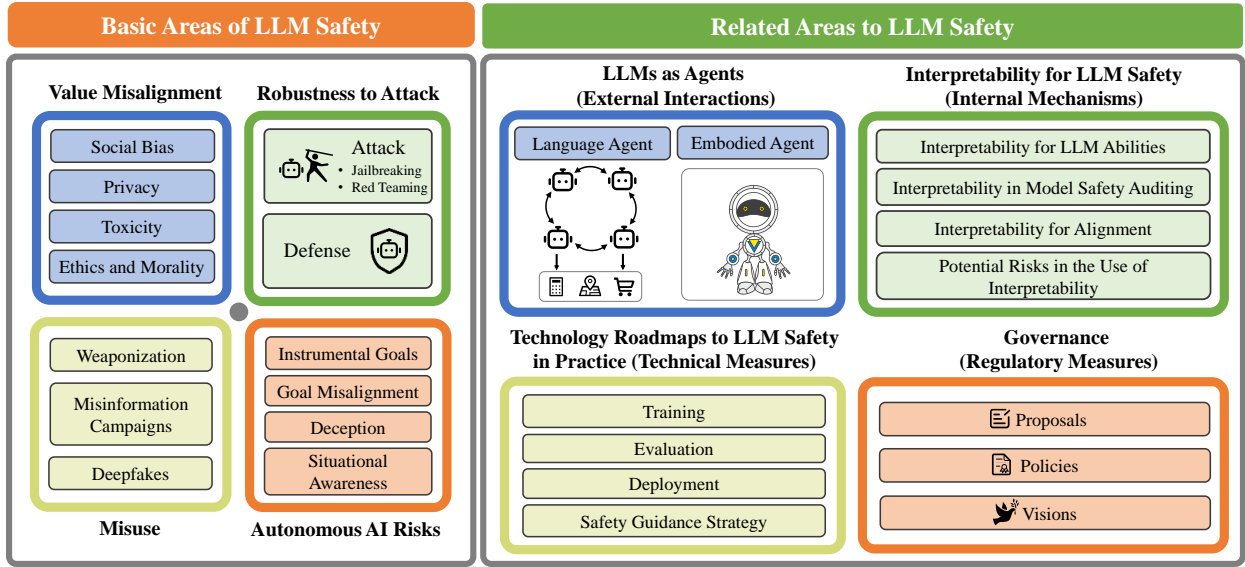 Basic Areas of LLM Safety
Value Misalignment
Social Bias
Privacy
Toxicity
Ethics and Morality
Robustness to Attack
Attack
• Jailbreaking
• Red Teaming
Defense
Weaponization
Misinformation
Campaigns
Deepfakes
Misuse
Instrumental Goals
Goal Misalignment
Deception
Situational
Awareness
Autonomous AI Risks
Related Areas to LLM Safety
LLMs as Agents
(External Interactions)
Language Agent
Embodied Agent
Interpretability for LLM Safety
(Internal Mechanisms)
Interpretability for LLM Abilities
Interpretability in Model Safety Auditing
Interpretability for Alignment
Potential Risks in the Use of
Interpretability
Technology Roadmaps to LLM Safety
in Practice (Technical Measures)
Training
Evaluation
Deployment
Safety Guidance Strategy
Governance
(Regulatory Measures)
Proposals
Policies
Visions